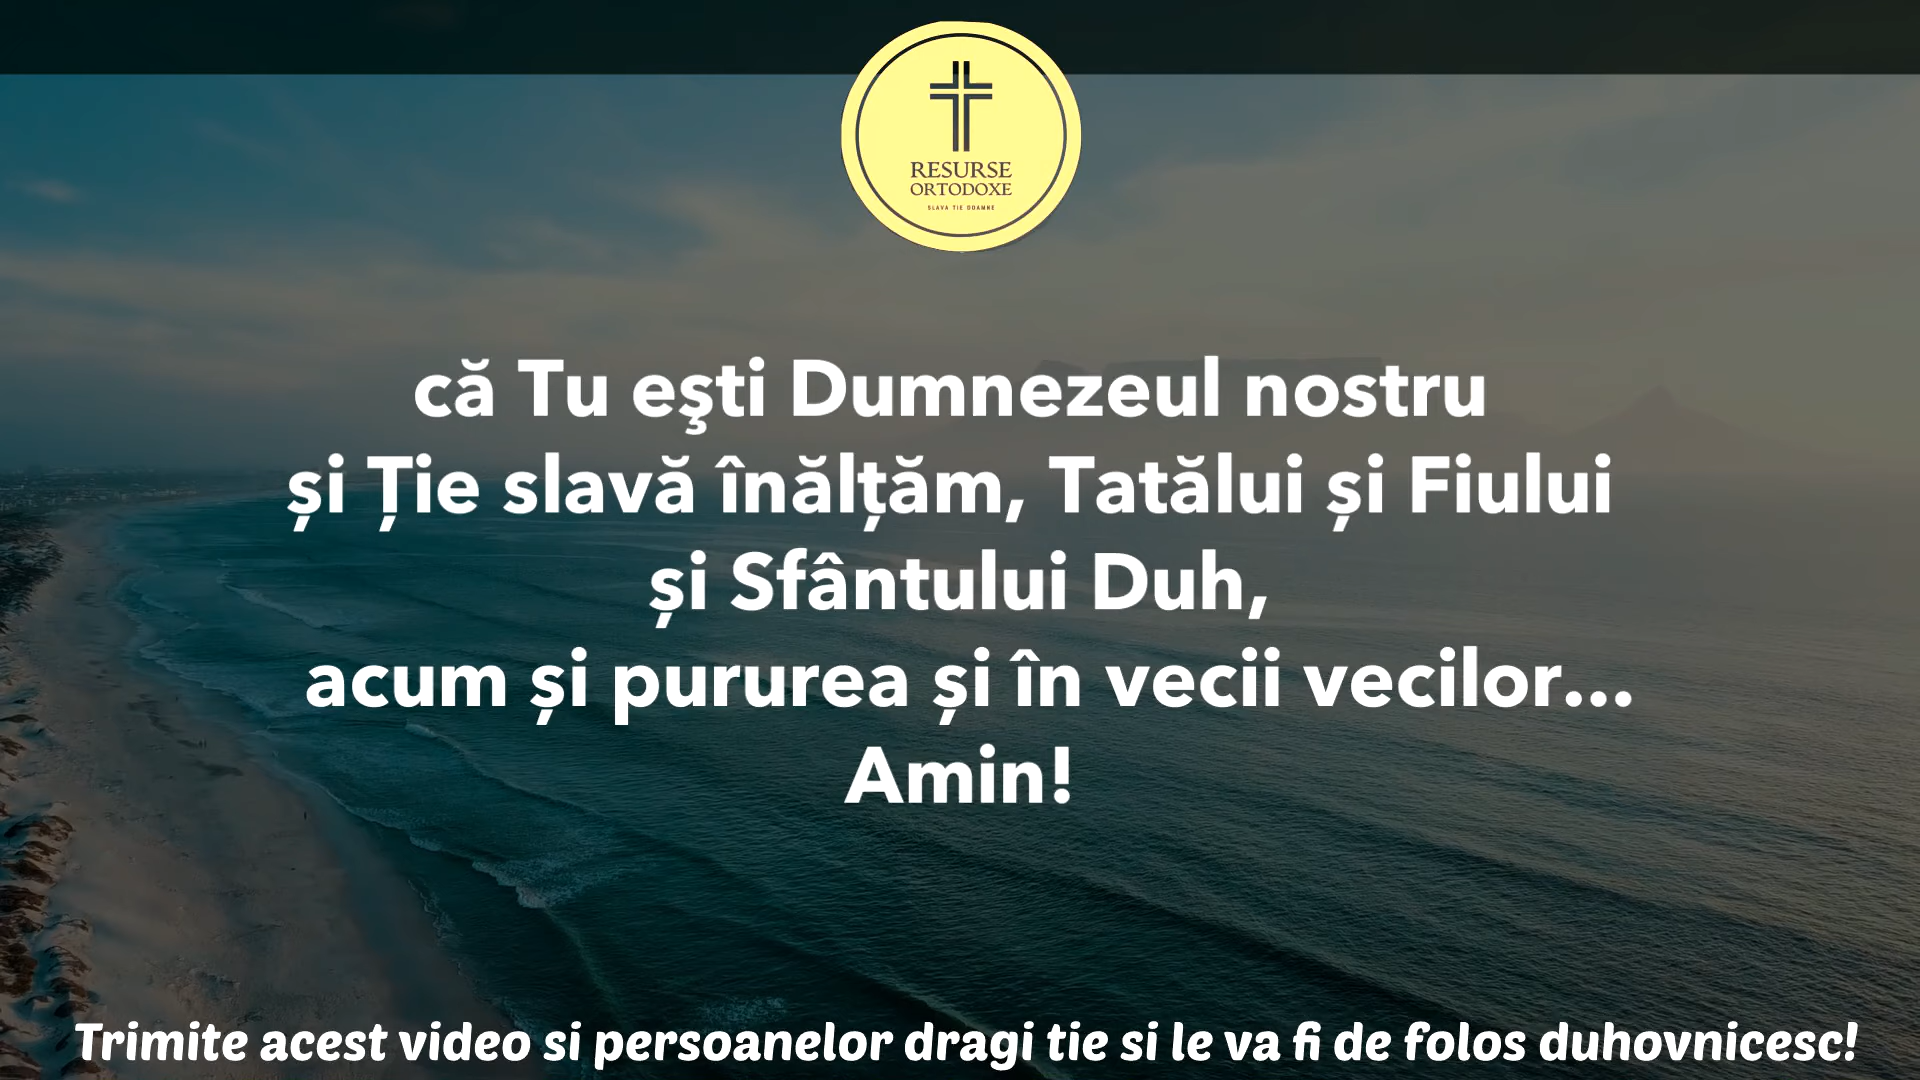 RESURSE
ORTODOXE
SLAVA TIE DOAMNE
că Tu eşti Dumnezeul nostru
și Ție slavă înălțăm, Tatălui și Fiului
și Sfântului Duh,
acum și pururea și în vecii vecilor...
Amin!
Trimite acest video si persoanelor dragi tie si le va fi de folos duhovnicesc!